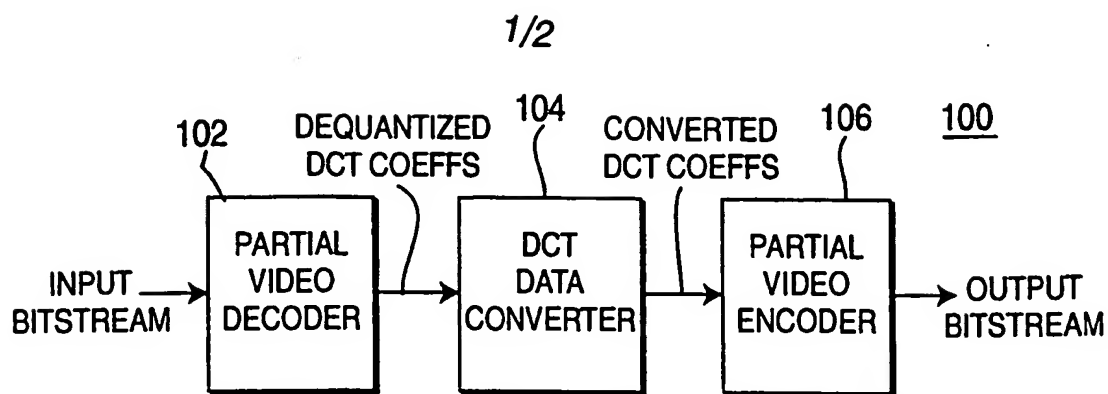 1/2
100
102
DEQUANTIZED
DCT COEFFS
104
CONVERTED
DCT COEFFS
106
INPUT
BITSTREAM
PARTIAL
VIDEO
DECODER
DCT
DATA
CONVERTER
PARTIAL
VIDEO
ENCODER
OUTPUT
BITSTREAM